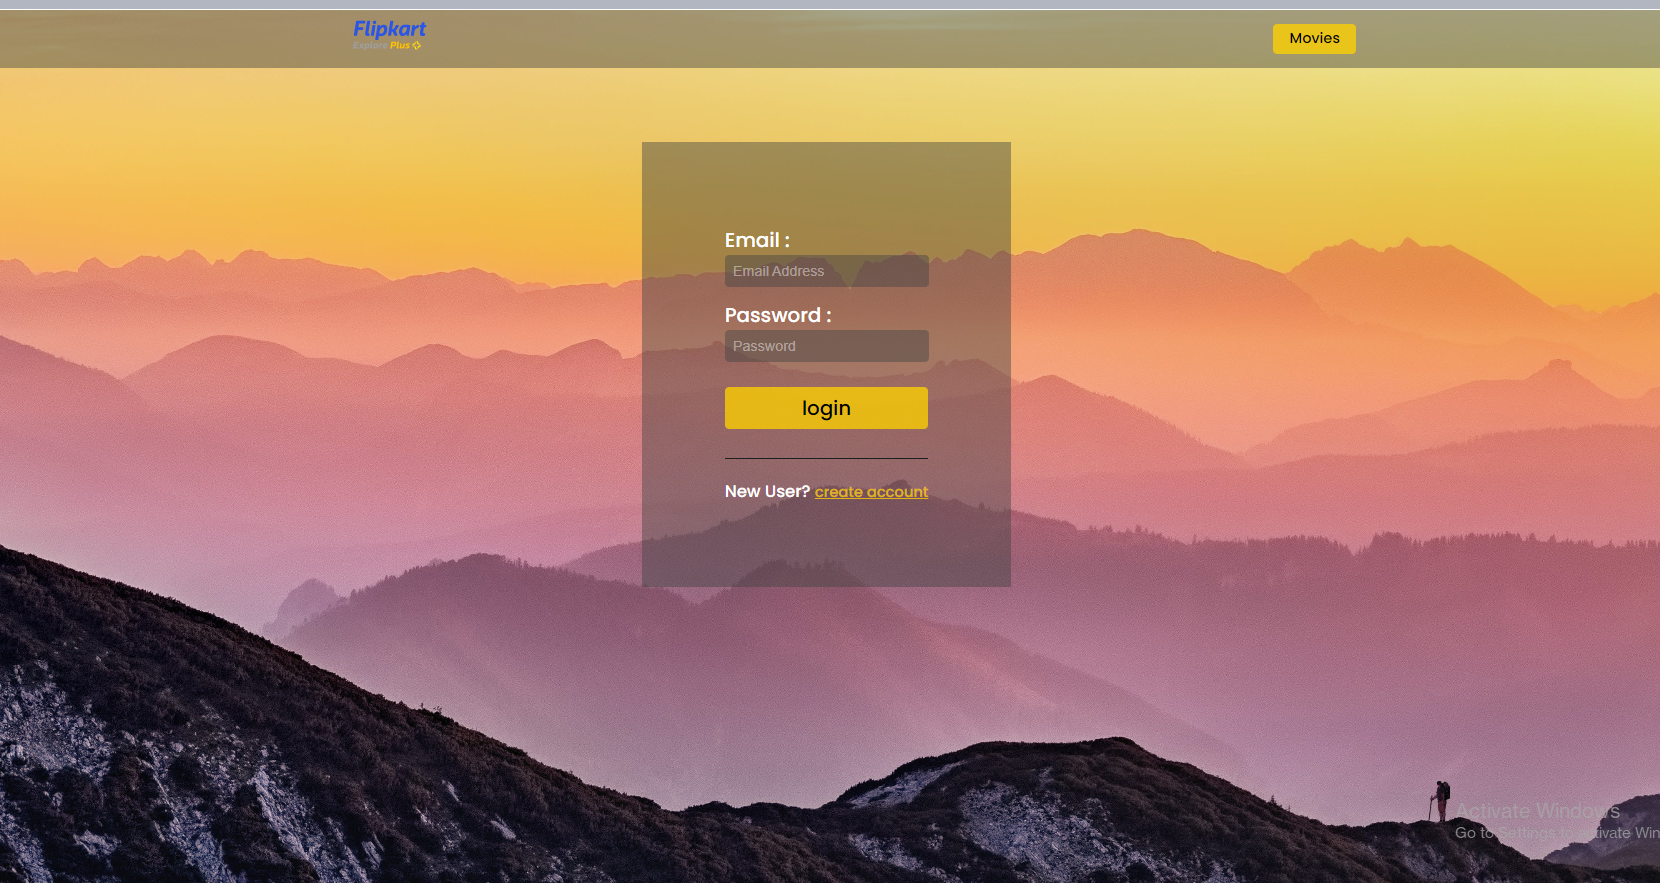 Flipkart
Explore Plus
Movies
Email :
Email Address
Password :
Password
login
New User? create account
Activate Windows
Go to Settings to activate Win